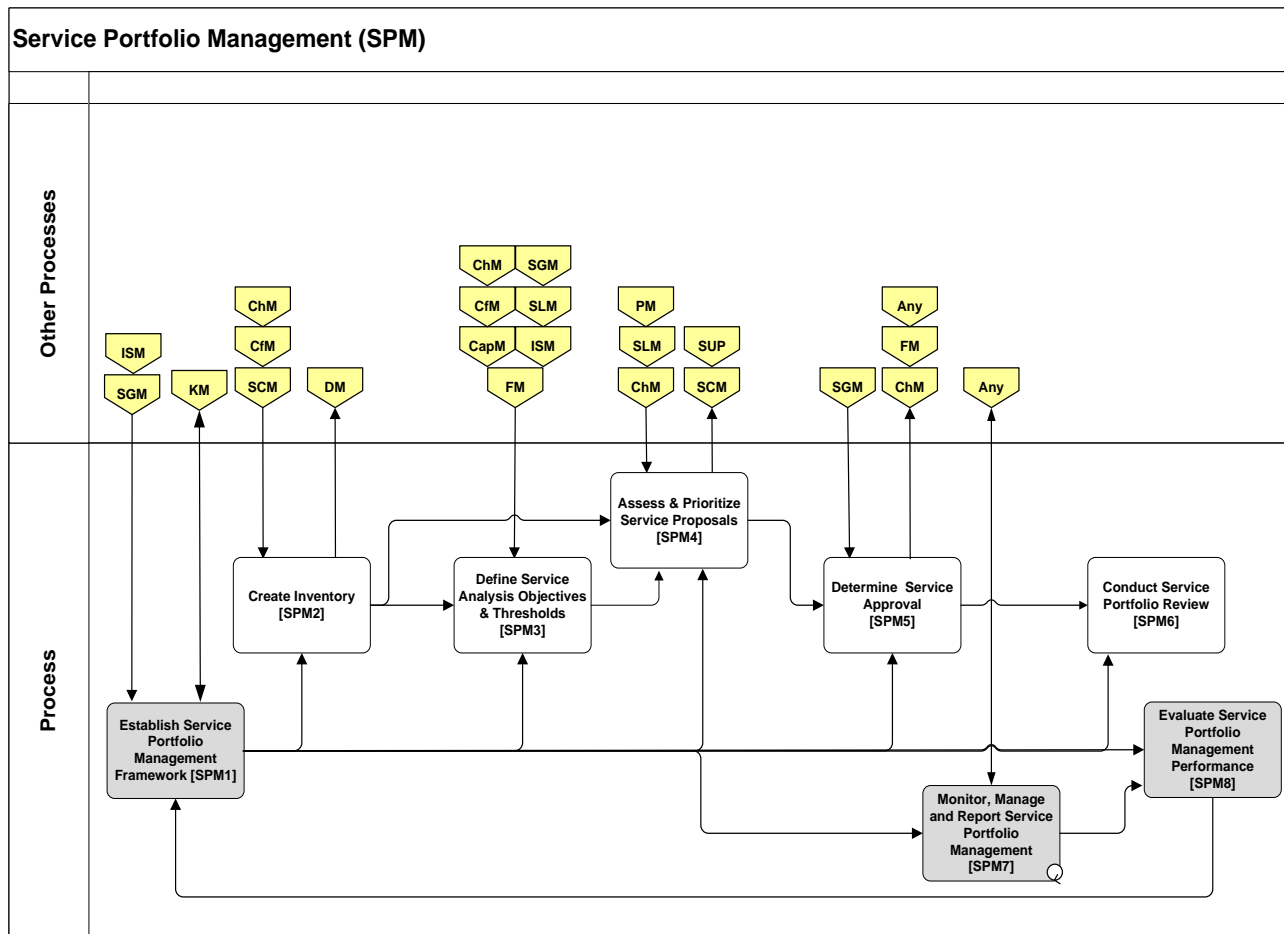 Service Portfolio Management (SPM)
Other Processes
ChM SGM
ChM CfM SLM PM Any
ISM CfM CapM ISM SLM SUP FM
SGM KM SCM DM FM ChM SCM SGM ChM Any
Process
Assess & Prioritize
Service Proposals
[SPM4]
Create Inventory
[SPM2]
Define Service
Analysis Objectives
& Thresholds
[SPM3]
Determine Service
Approval
[SPM5]
Conduct Service
Portfolio Review
[SPM6]
Establish Service
Portfolio
Management
Framework [SPM1]
Evaluate Service
Portfolio
Management
Performance
[SPM8]
Monitor, Manage
and Report Service
Portfolio
Management
[SPM7]